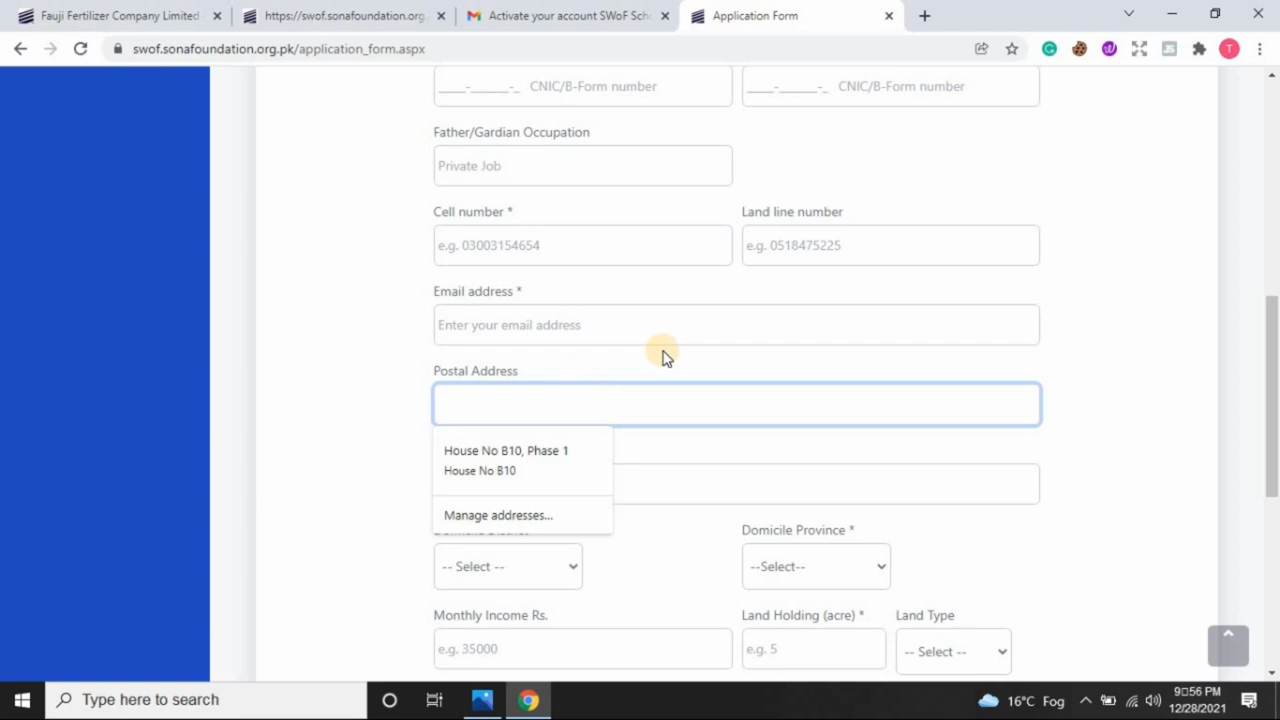 Fauji Fertilizer Company Limited
https://swof.sonafoundation.org.
Activate your account SWoF Sch
Application Form
swof.sonafoundation.org.pk/application_form.aspx
T
____-______-_ CNIC/B-Form number
____-______-_ CNIC/B-Form number
Father/Gardian Occupation
Private Job
Cell number *
Land line number
e.g. 03003154654
e.g. 0518475225
Email address *
Enter your email address
Postal Address
House No B10, Phase 1
House No B10
Manage addresses...
Domicile Province *
-- Select --
--Select--
Monthly Income Rs.
Land Holding (acre) *
Land Type
e.g. 35000
e.g. 5
-- Select --
Type here to search
16°C Fog
9:56 PM
12/28/2021